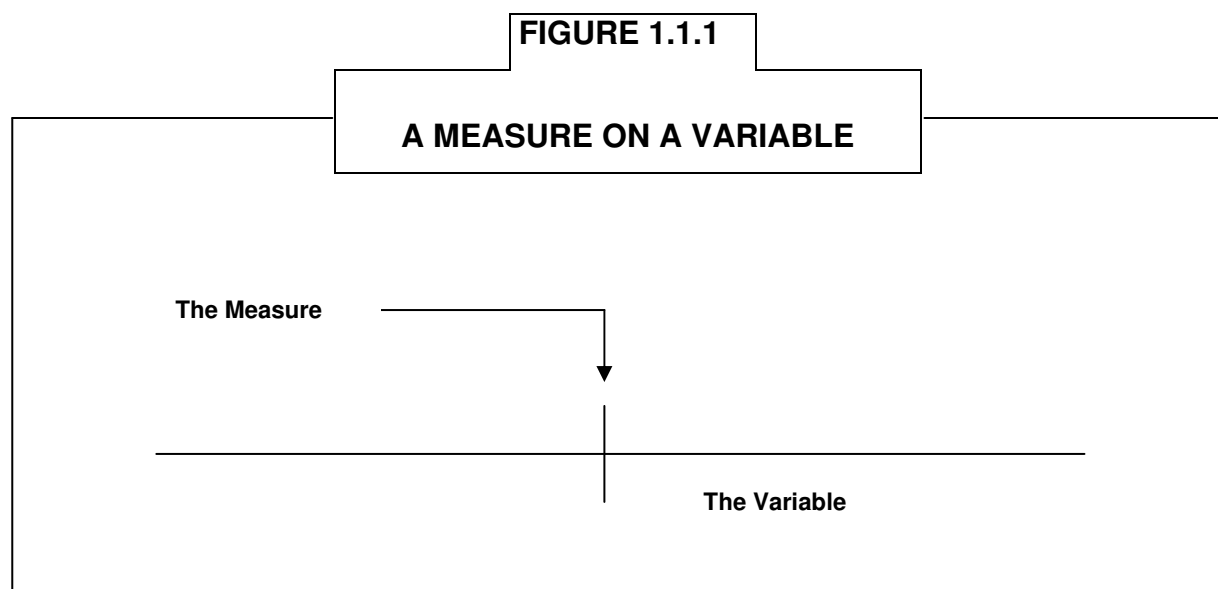 FIGURE 1.1.1
A MEASURE ON A VARIABLE
The Measure
The Variable